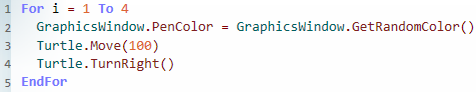 1 For i = 1 To 4
2 GraphicsWindow.PenColor = GraphicsWindow.GetRandomColor()
3 Turtle.Move(100)
4 Turtle.TurnRight()
5 EndFor